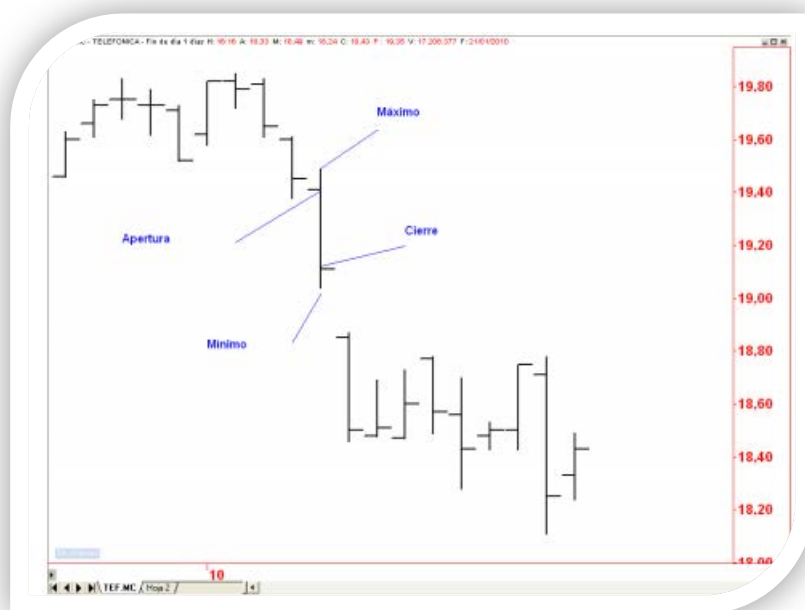 - TELEFONICA - Fin de día 1 días
19,80
Máximo
19,60
19,40
Apertura
Cierre
19,20
19,00
Mínimo
18,80
18,60
18,40
18,20
18,00
10
TEF.MC
Hoja 2